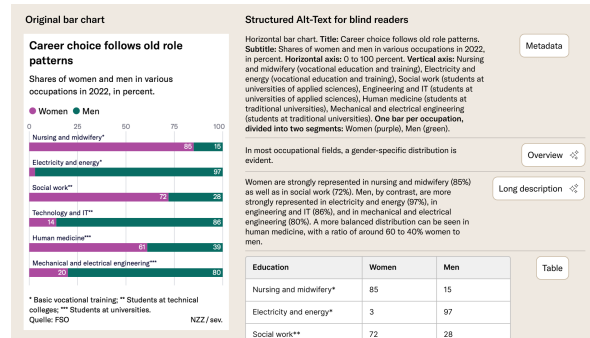 Original bar chart
Career choice follows old role
patterns
Shares of women and men in various
occupations in 2022, in percent.
Women Men
0 25 50 75 100
Nursing and midwifery*
85 15
Electricity and energy*
97
Social work**
72 28
Technology and IT**
14 86
Human medicine***
61 39
Mechanical and electrical engineering***
20 80
* Basic vocational training; ** Students at technical
colleges; *** Students at universities.
Quelle: FSO NZZ / sev.
Structured Alt-Text for blind readers
Horizontal bar chart. Title: Career choice follows old role patterns.
Subtitle: Shares of women and men in various occupations in 2022,
in percent. Horizontal axis: 0 to 100 percent. Vertical axis: Nursing
and midwifery (vocational education and training), Electricity and
energy (vocational education and training), Social work (students at
universities of applied sciences), Engineering and IT (students at
universities of applied sciences), Human medicine (students at
traditional universities), Mechanical and electrical engineering
(students at traditional universities). One bar per occupation,
divided into two segments: Women (purple), Men (green).
Metadata
In most occupational fields, a gender-specific distribution is
evident.
Overview
Women are strongly represented in nursing and midwifery (85%)
as well as in social work (72%). Men, by contrast, are more
strongly represented in electricity and energy (97%), in
engineering and IT (86%), and in mechanical and electrical
engineering (80%). A more balanced distribution can be seen in
human medicine, with a ratio of around 60 to 40% women to
men.
Long description
Education Women Men
Nursing and midwifery* 85 15
Electricity and energy* 3 97
Social work** 72 28
Table